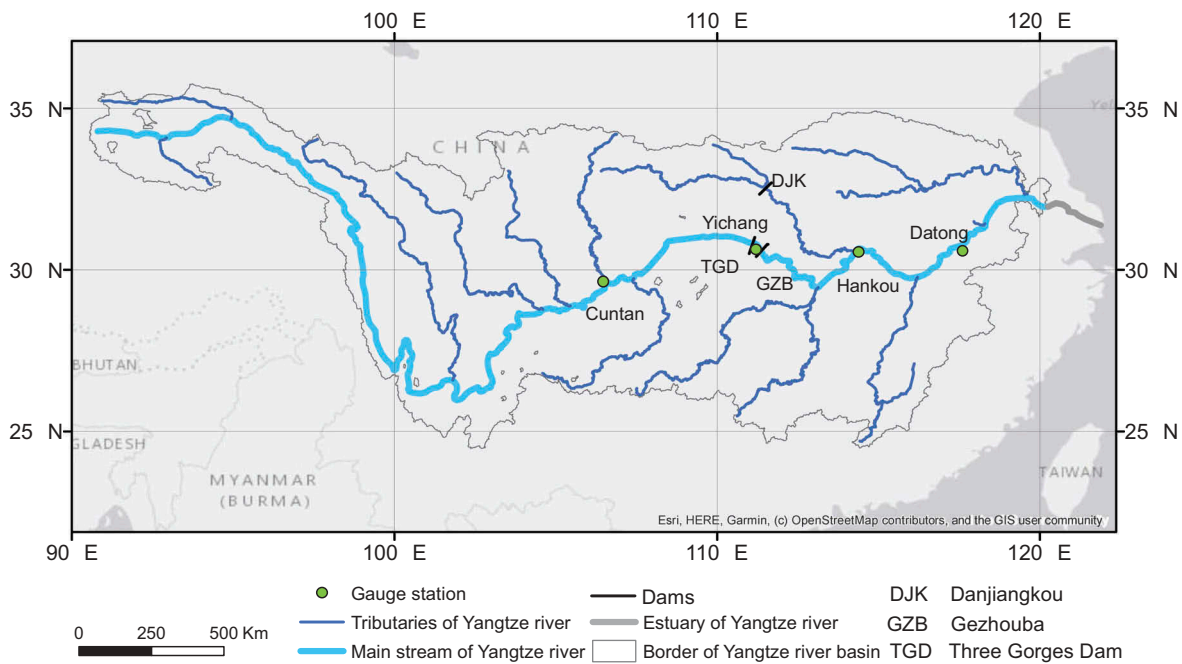 100 E 110 E 120 E
35 N 35 N
Yel
CHINA
DJK
Yichang
Datong
30 N 30 N
TGD
GZB
Hankou
Cuntan
BHUTAN
25 N 25 N
GLADESH
MYANMAR
(BURMA)
TAIWAN
Esri, HERE, Garmin, (c) OpenStreetMap contributors, and the GIS user community
90 E 100 E 110 E 120 E
Gauge station Dams DJK Danjiangkou
0 250 500 Km Tributaries of Yangtze river Estuary of Yangtze river GZB Gezhouba
Main stream of Yangtze river Border of Yangtze river basin TGD Three Gorges Dam